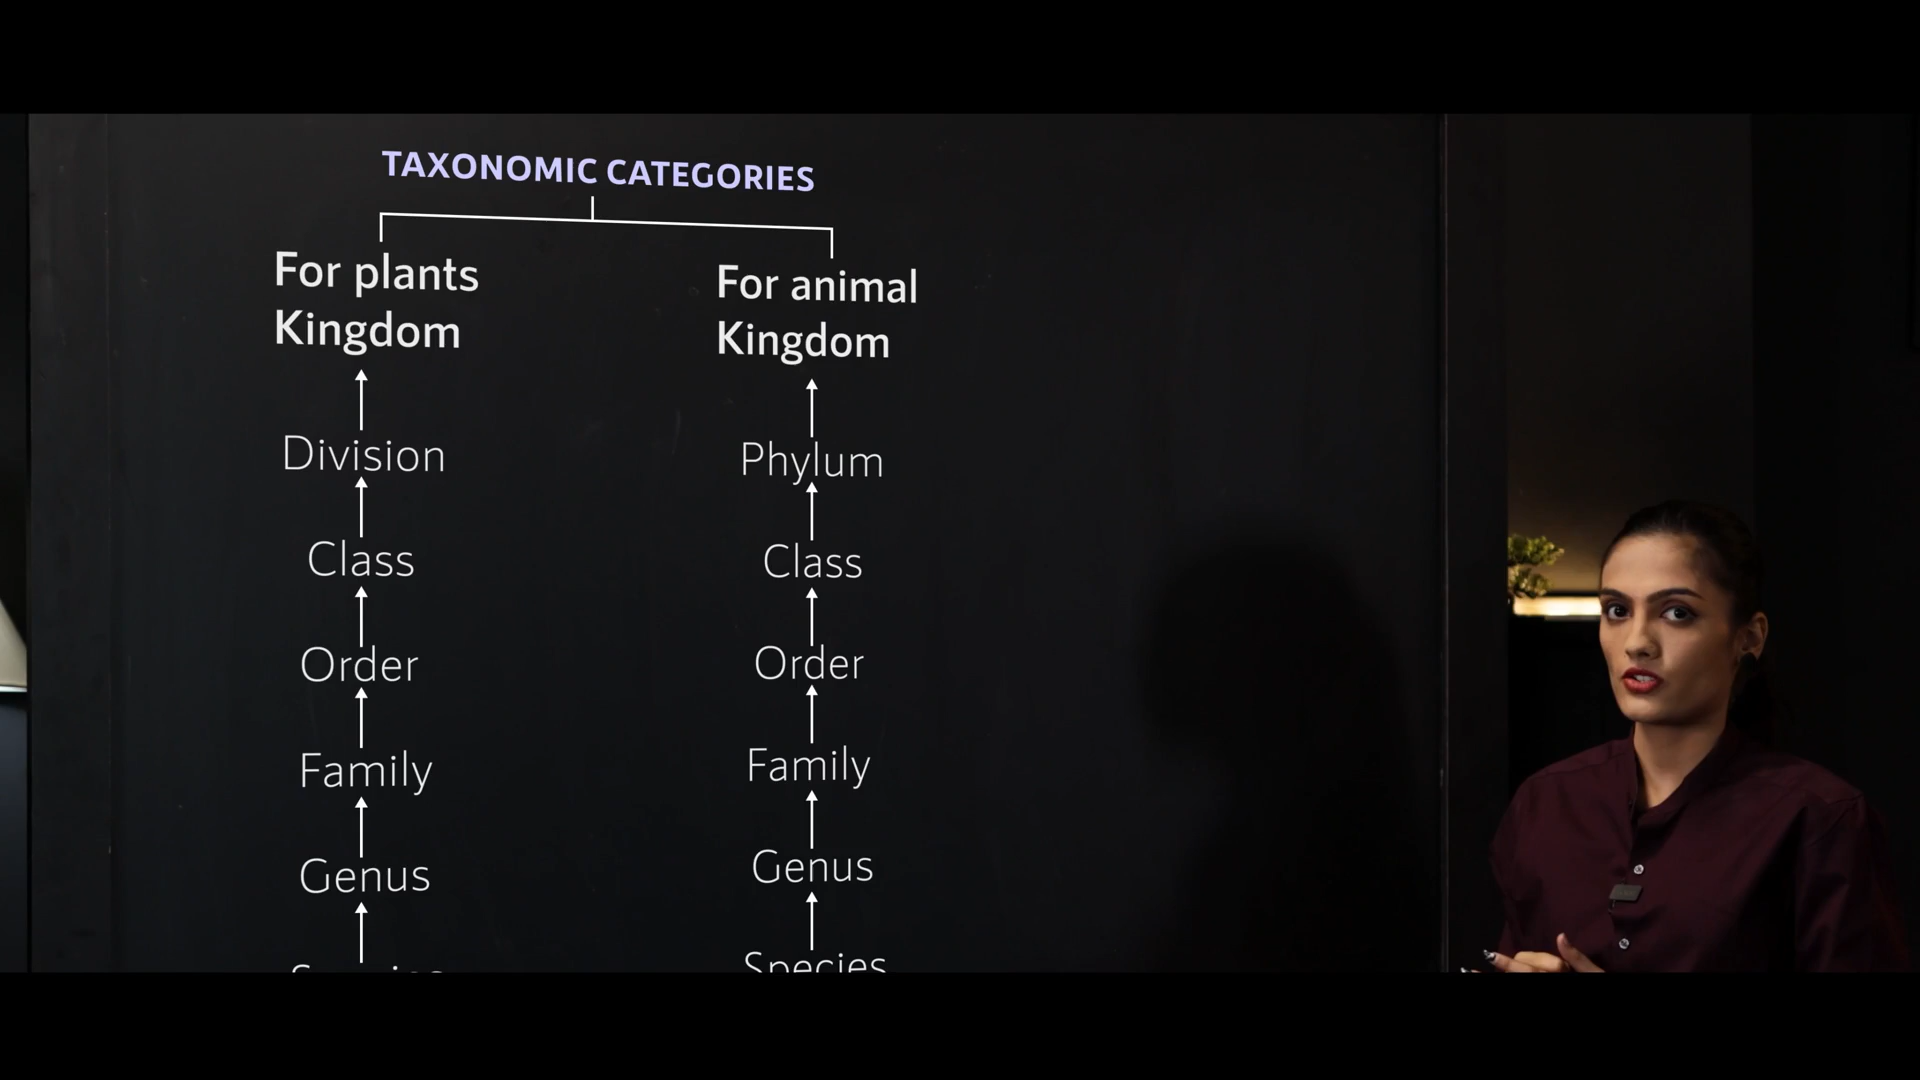 TAXONOMIC CATEGORIES
For plants
Kingdom
Division
Class
Order
Family
Genus
For animal
Kingdom
Phylum
Class
Order
Family
Genus
Species